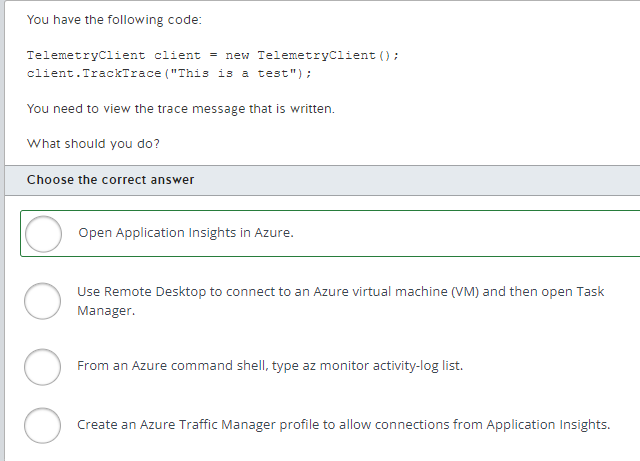 You have the following code:
TelemetryClient client = new TelemetryClient();
client.TrackTrace("This is a test");
You need to view the trace message that is written.
What should you do?
Choose the correct answer
Open Application Insights in Azure.
Use Remote Desktop to connect to an Azure virtual machine (VM) and then open Task
Manager.
From an Azure command shell, type az monitor activity-log list.
Create an Azure Traffic Manager profile to allow connections from Application Insights.